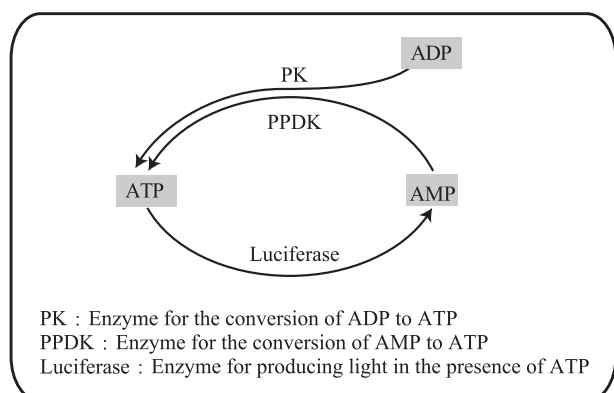 ADP
PK
PPDK
ATP
AMP
Luciferase
PK : Enzyme for the conversion of ADP to ATP
PPDK : Enzyme for the conversion of AMP to ATP
Luciferase : Enzyme for producing light in the presence of ATP